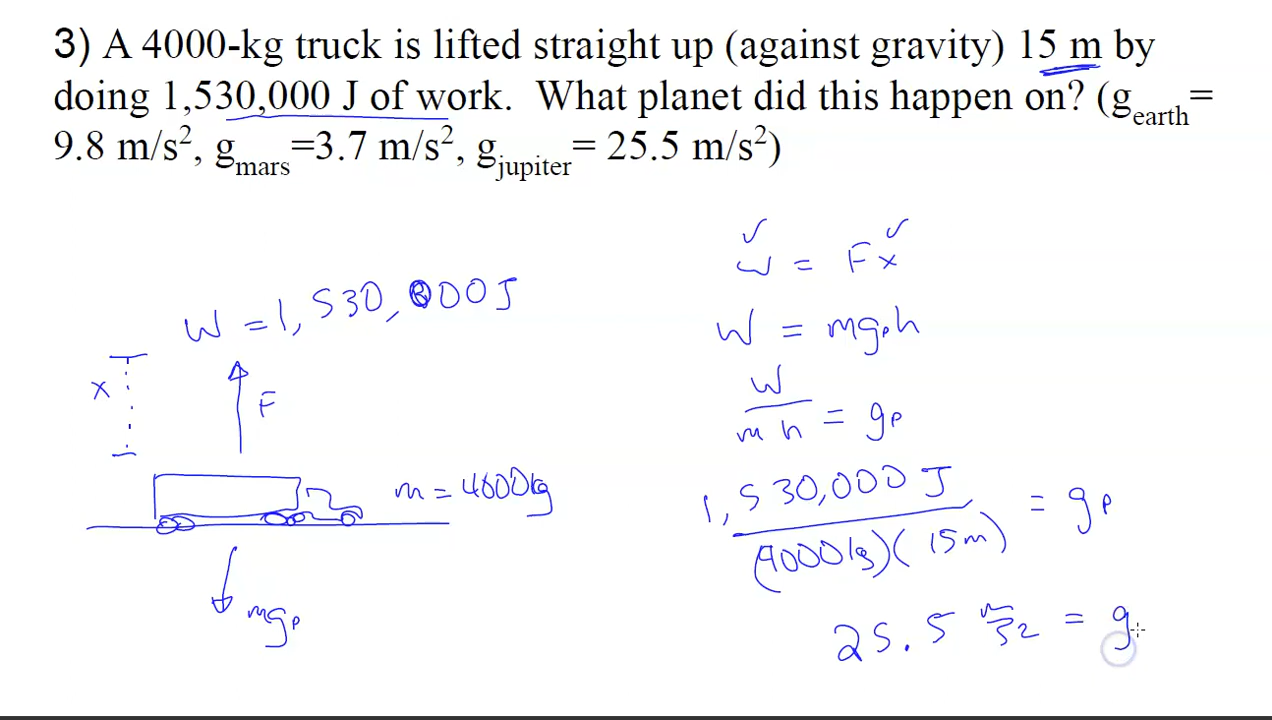 3) A 4000-kg truck is lifted straight up (against gravity) 15 m by
doing 1,530,000 J of work. What planet did this happen on? (g_earth=
9.8 m/s², g_mars=3.7 m/s², g_jupiter= 25.5 m/s²)
W = 1,530,000 J
x
F
m = 4000kg
mg_p
W = Fx
W = mg_p h
W
m h = g_p
1,530,000 J = g_p
(4000kg)(15m)
25.5 m/s2 = g